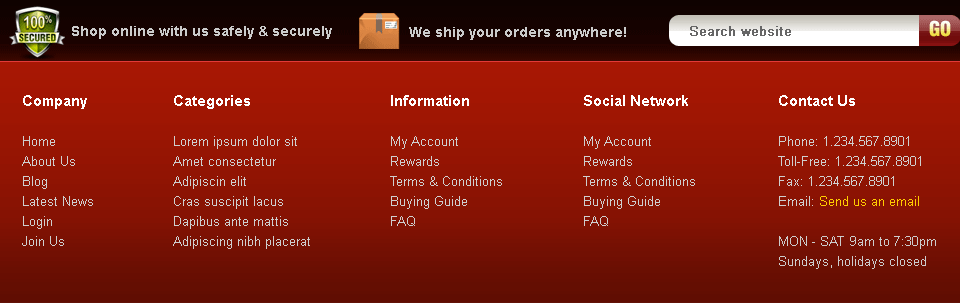 100%
SECURED
Shop online with us safely & securely
We ship your orders anywhere!
Search website
GO
Company
Home
About Us
Blog
Latest News
Login
Join Us
Categories
Lorem ipsum dolor sit
Amet consectetur
Adipiscin elit
Cras suscipit lacus
Dapibus ante mattis
Adipiscing nibh placerat
Information
My Account
Rewards
Terms & Conditions
Buying Guide
FAQ
Social Network
My Account
Rewards
Terms & Conditions
Buying Guide
FAQ
Contact Us
Phone: 1.234.567.8901
Toll-Free: 1.234.567.8901
Fax: 1.234.567.8901
Email: Send us an email
MON - SAT 9am to 7:30pm
Sundays, holidays closed